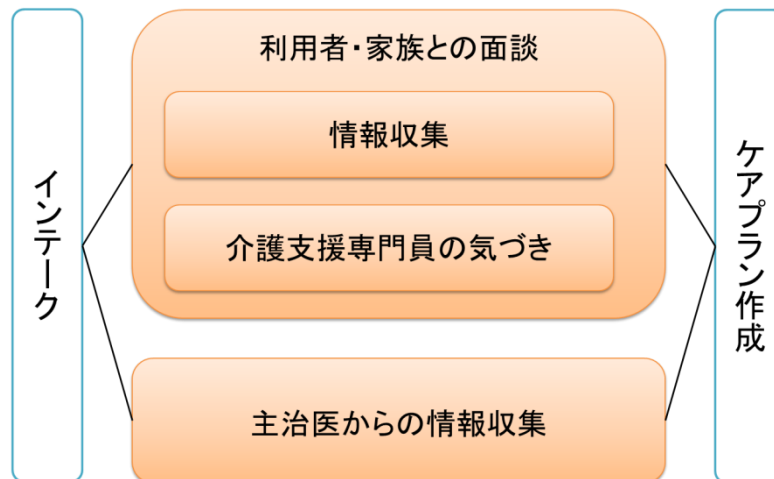 インテーク
利用者・家族との面談
情報収集
介護支援専門員の気づき
主治医からの情報収集
ケアプラン作成